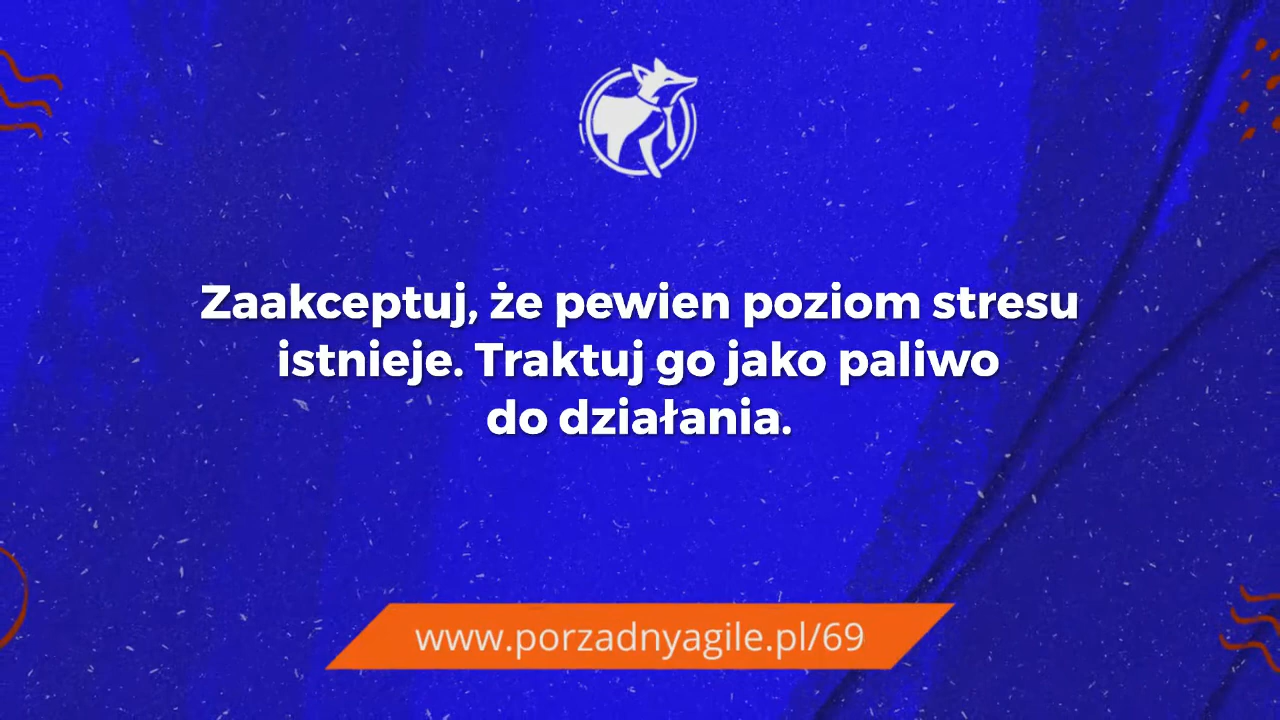 Zaakceptuj, że pewien poziom stresu
istnieje. Traktuj go jako paliwo
do działania.
www.porzadnyagile.pl/69